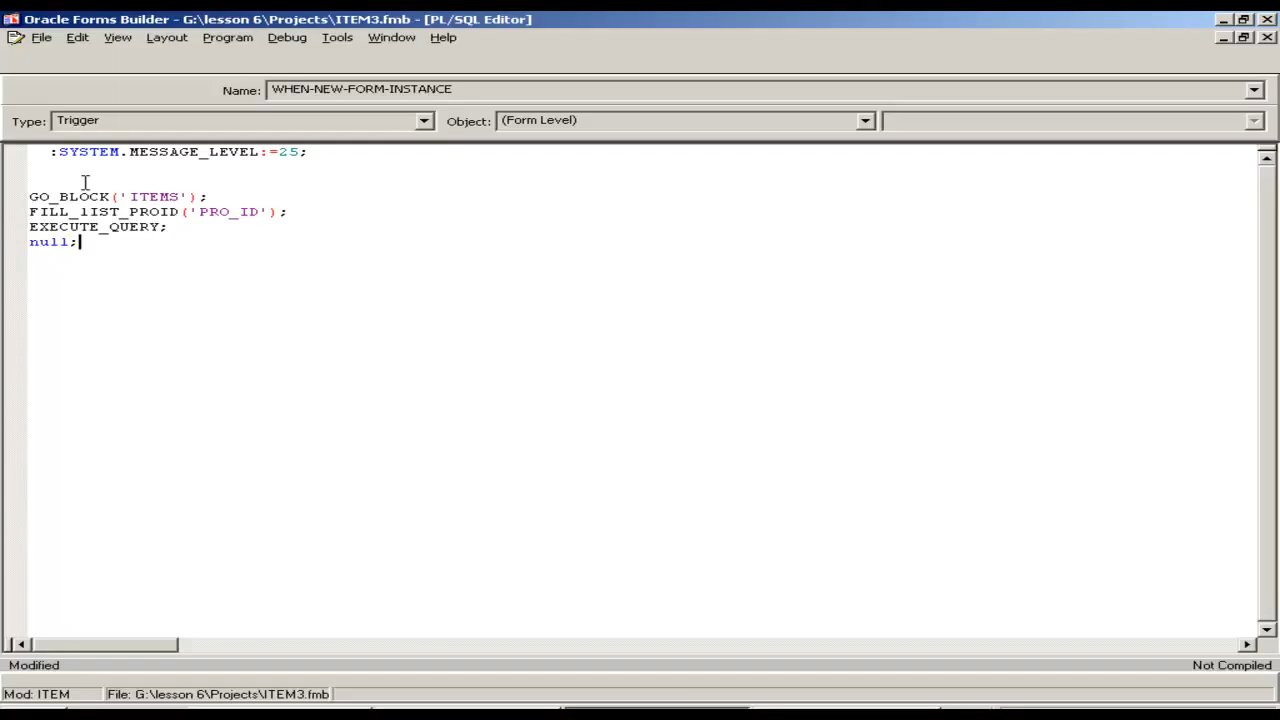 Oracle Forms Builder - G:\lesson 6\Projects\ITEM3.fmb - [PL/SQL Editor]
File Edit View Layout Program Debug Tools Window Help
Name: WHEN-NEW-FORM-INSTANCE
Type: Trigger Object: (Form Level)
:SYSTEM.MESSAGE_LEVEL:=25;
GO_BLOCK('ITEMS');
FILL_lIST_PROID('PRO_ID');
EXECUTE_QUERY;
null;
Modified Not Compiled
Mod: ITEM File: G:\lesson 6\Projects\ITEM3.fmb